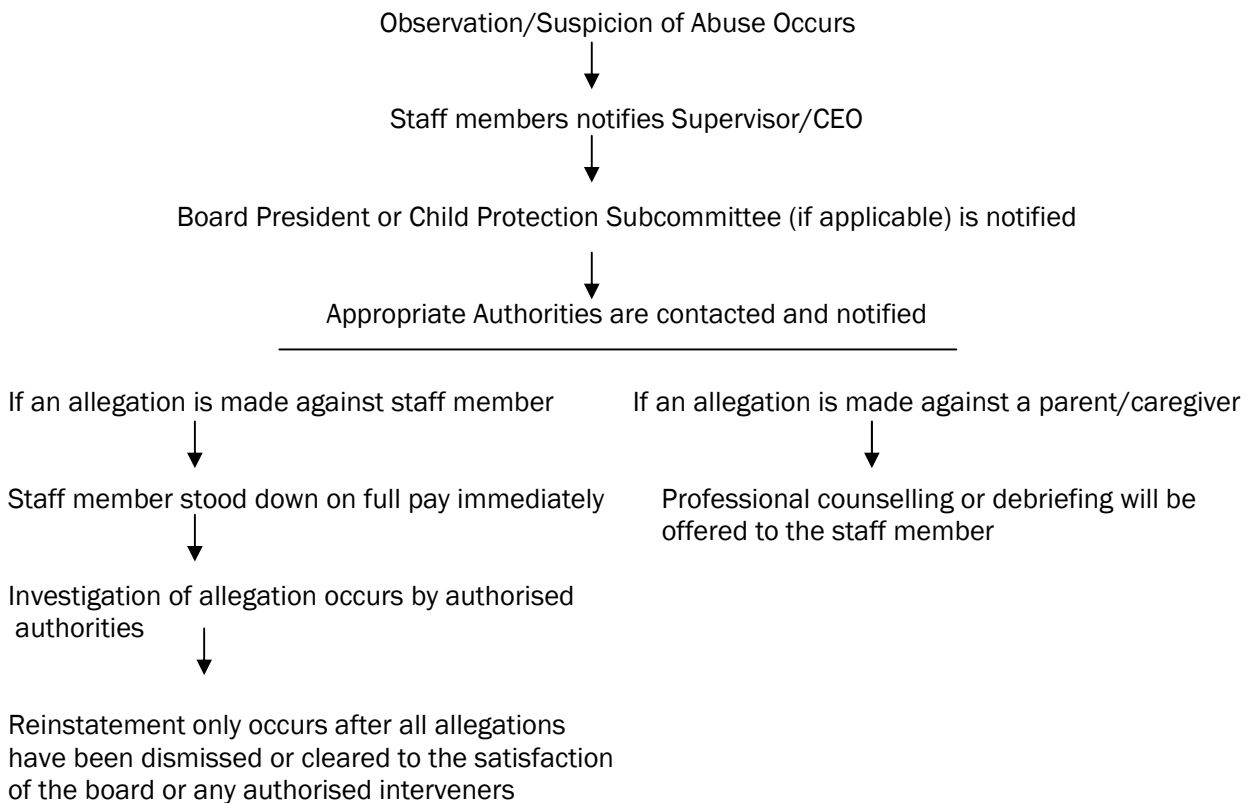 Observation/Suspicion of Abuse Occurs
Staff members notifies Supervisor/CEO
Board President or Child Protection Subcommittee (if applicable) is notified
Appropriate Authorities are contacted and notified
If an allegation is made against staff member
Staff member stood down on full pay immediately
Investigation of allegation occurs by authorised
authorities
Reinstatement only occurs after all allegations
have been dismissed or cleared to the satisfaction
of the board or any authorised interveners
If an allegation is made against a parent/caregiver
Professional counselling or debriefing will be
offered to the staff member